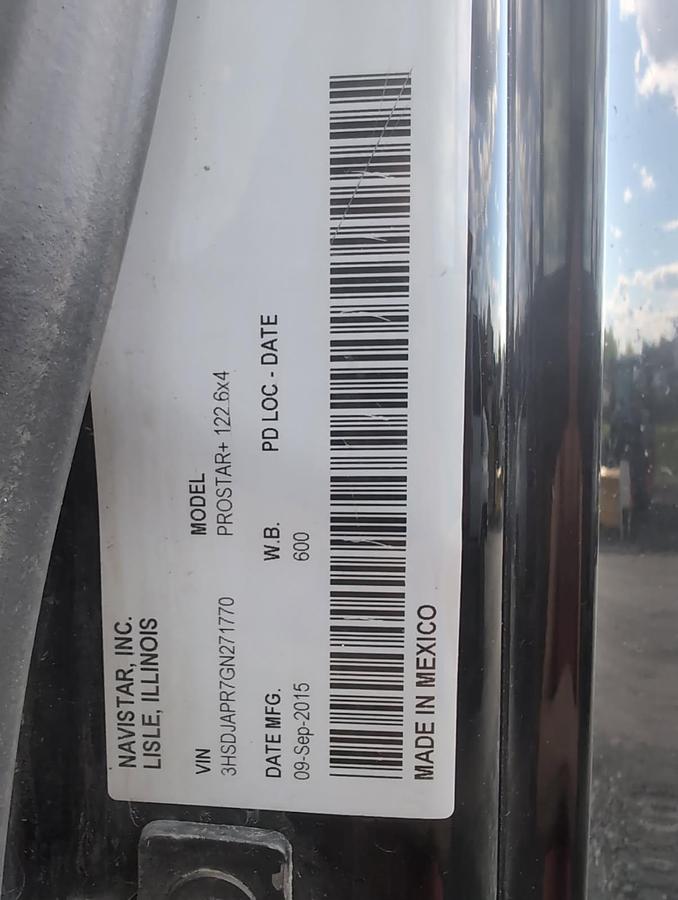 NAVISTAR, INC.
LISLE, ILLINOIS
VIN MODEL
3HSDJAPR7GN271770 PROSTAR+ 122 6x4
DATE MFG. W.B. PD LOC - DATE
09-Sep-2015 600
MADE IN MEXICO